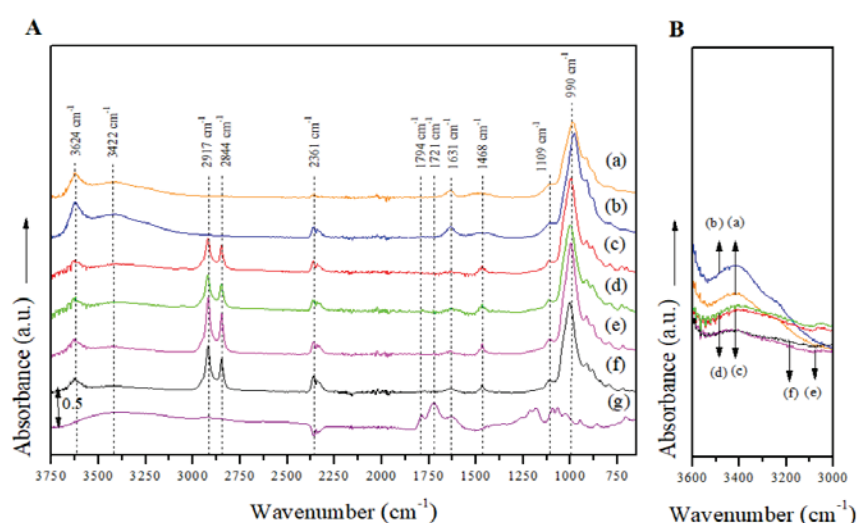 A
B
3624 cm-1
3422 cm-1
2917 cm-1
2844 cm-1
2361 cm-1
1794 cm-1
1721 cm-1
1631 cm-1
1468 cm-1
1109 cm-1
990 cm-1
(a)
(b)
(c)
(d)
(e)
(f)
(g)
0.5
Absorbance (a.u.)
3750 3500 3250 3000 2750 2500 2250 2000 1750 1500 1250 1000 750
Wavenumber (cm-1)
(b) (a)
(d) (c)
(f) (e)
Absorbance (a.u.)
3600 3400 3200 3000
Wavenumber (cm-1)